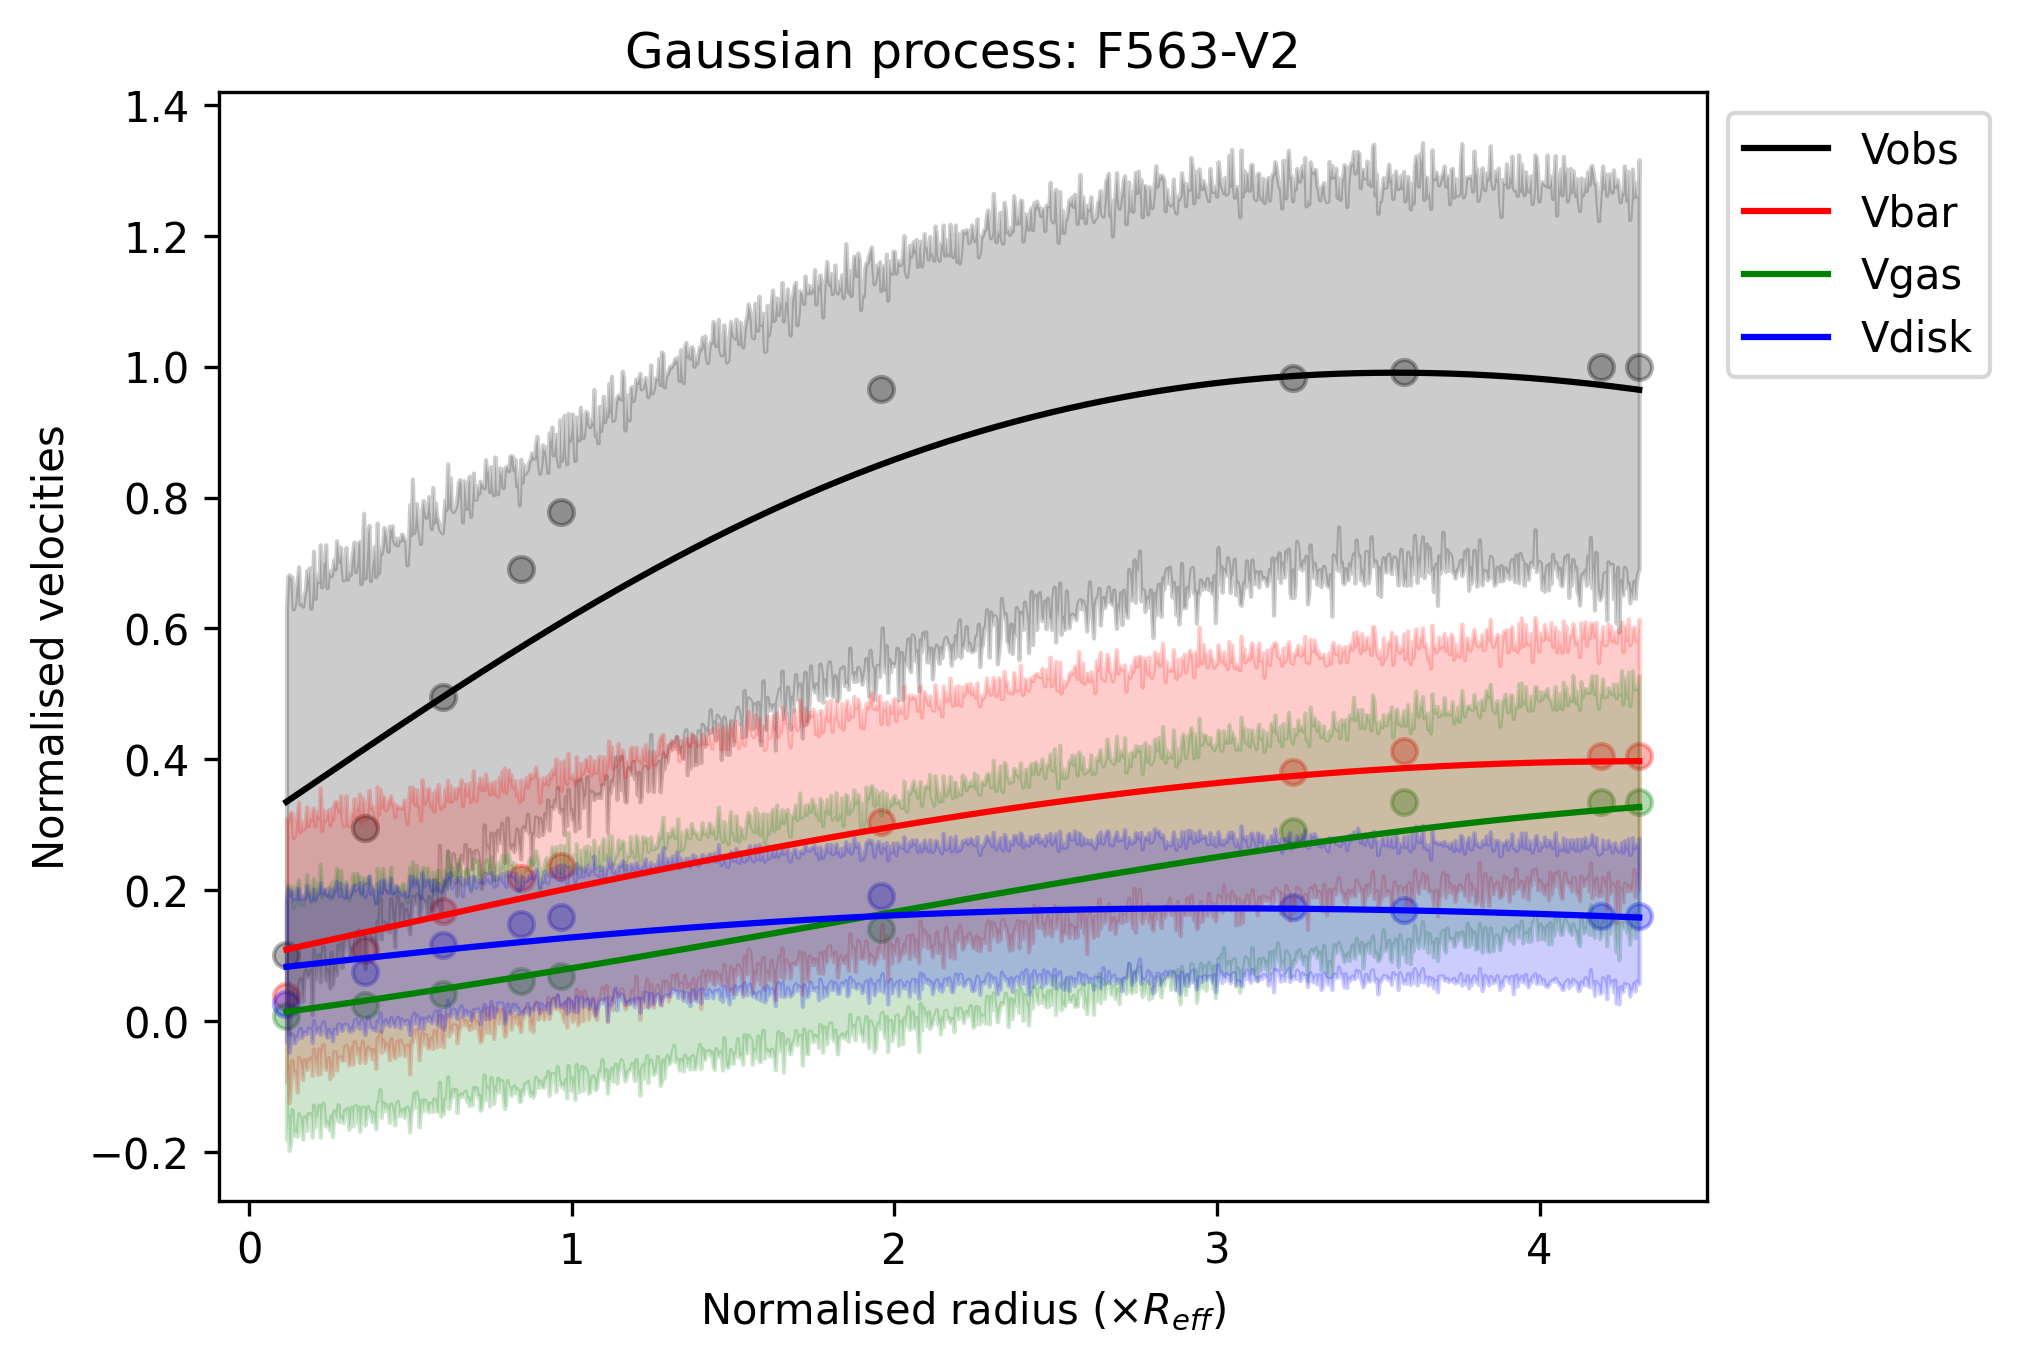 Gaussian process: F563-V2
1.4
1.2
1.0
0.8
0.6
0.4
0.2
0.0
−0.2
Normalised velocities
0 1 2 3 4
Normalised radius (×R_eff)
Vobs
Vbar
Vgas
Vdisk